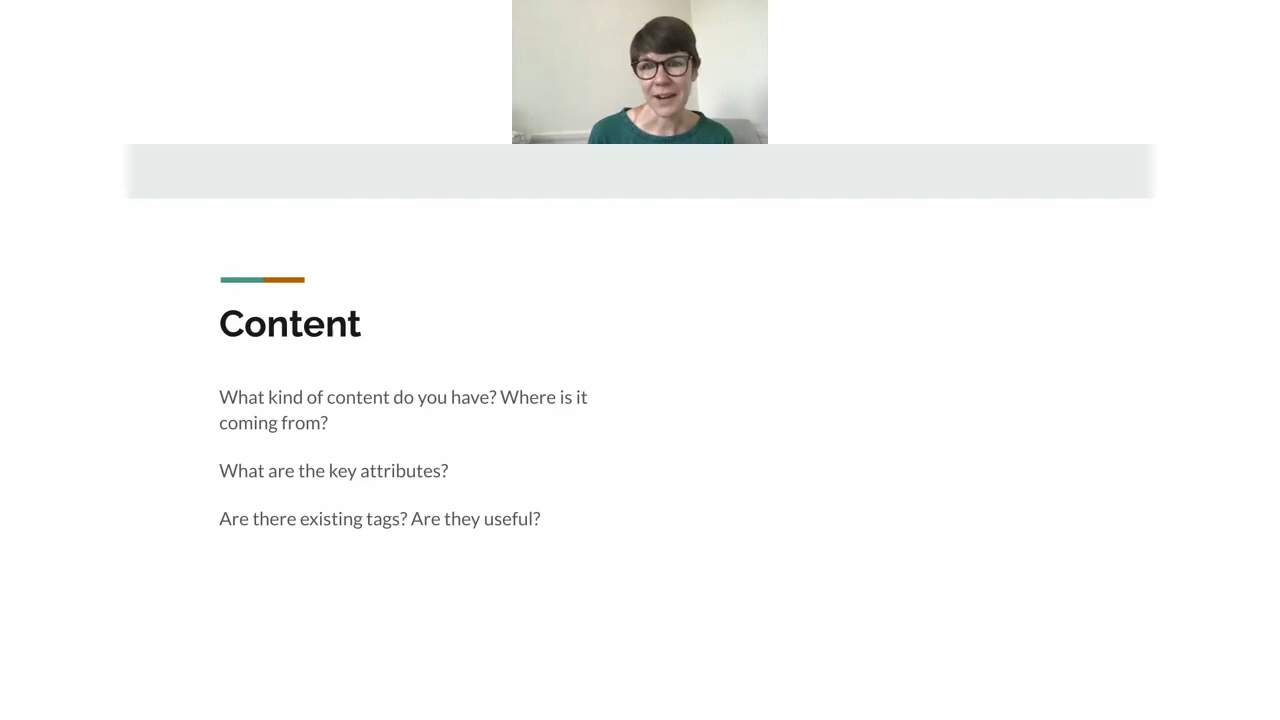 Content
What kind of content do you have? Where is it
coming from?
What are the key attributes?
Are there existing tags? Are they useful?